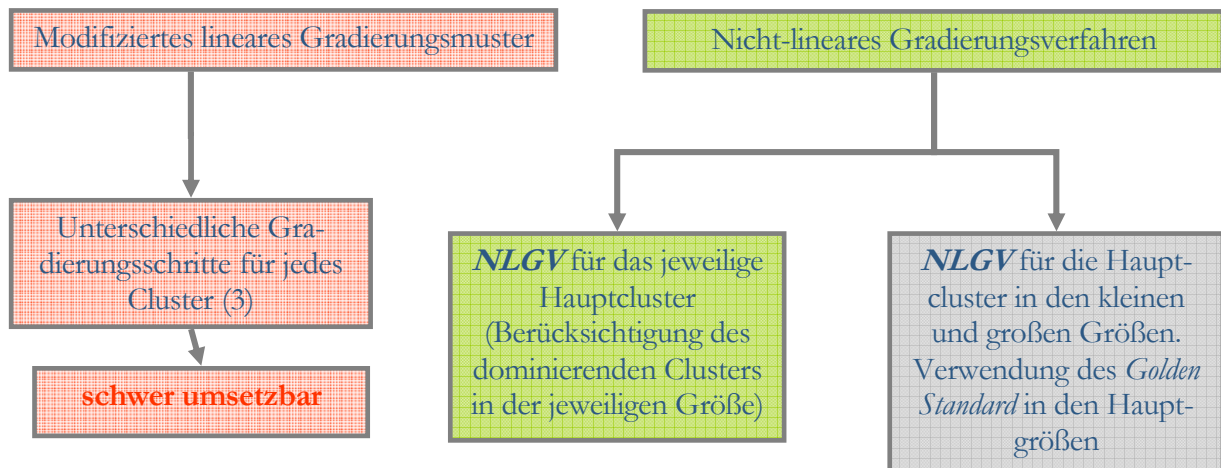 Modifiziertes lineares Gradierungsmuster
Nicht-lineares Gradierungsverfahren
Unterschiedliche Gra-
dierungsschritte für jedes
Cluster (3)
schwer umsetzbar
NLGV für das jeweilige
Hauptcluster
(Berücksichtigung des
dominierenden Clusters
in der jeweiligen Größe)
NLGV für die Haupt-
cluster in den kleinen
und großen Größen.
Verwendung des Golden
Standard in den Haupt-
größen